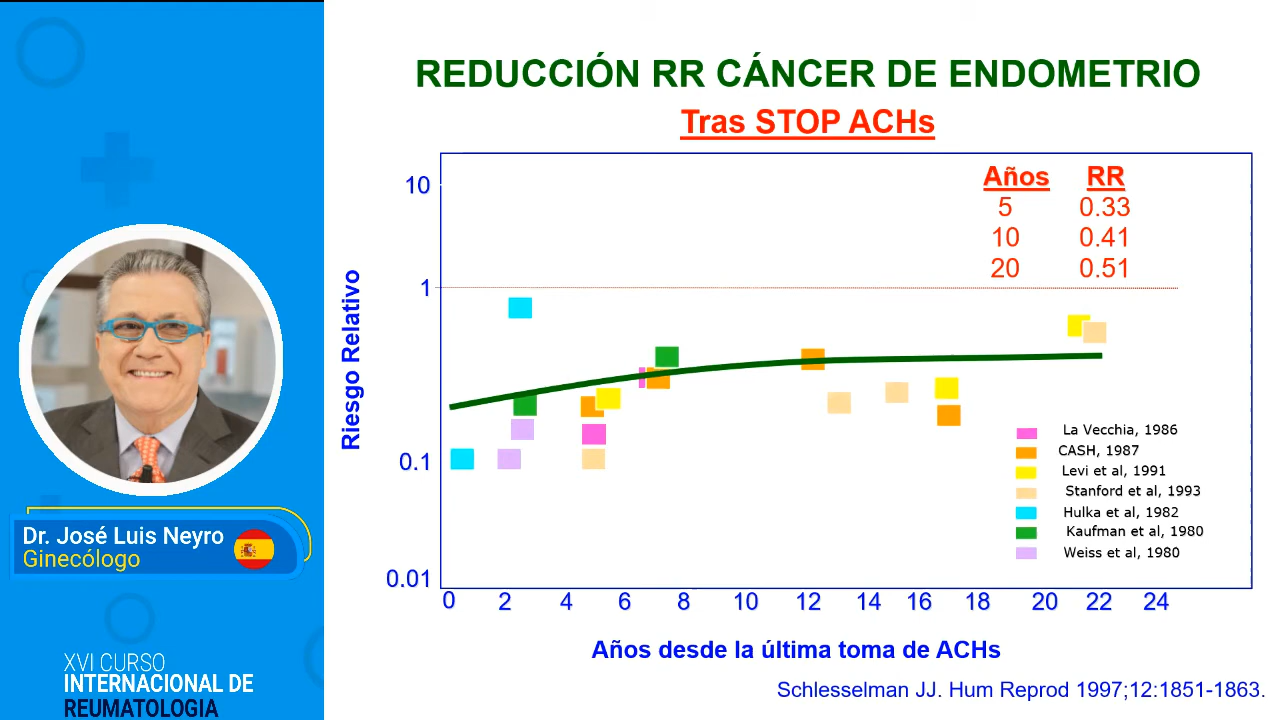 REDUCCIÓN RR CÁNCER DE ENDOMETRIO
Tras STOP ACHs
Años RR
5 0.33
10 0.41
20 0.51
10
1
0.1
0.01
Riesgo Relativo
La Vecchia, 1986
CASH, 1987
Levi et al, 1991
Stanford et al, 1993
Hulka et al, 1982
Kaufman et al, 1980
Weiss et al, 1980
0 2 4 6 8 10 12 14 16 18 20 22 24
Años desde la última toma de ACHs
Schlesselman JJ. Hum Reprod 1997;12:1851-1863.
Dr. José Luis Neyro
Ginecólogo
XVI CURSO
INTERNACIONAL DE
REUMATOLOGIA